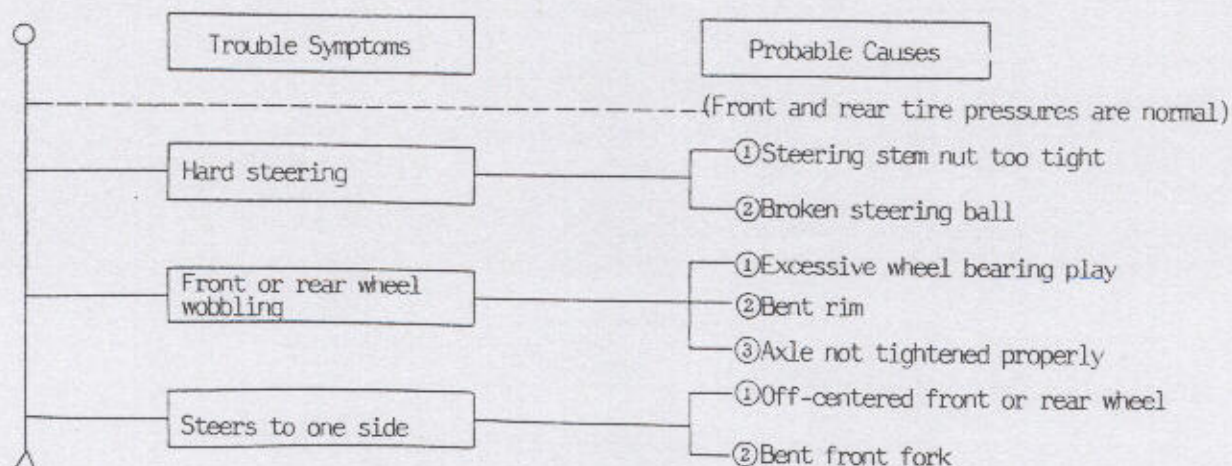 Trouble Symptoms
Probable Causes
(Front and rear tire pressures are normal)
Hard steering
①Steering stem nut too tight
②Broken steering ball
Front or rear wheel
wobbling
①Excessive wheel bearing play
②Bent rim
③Axle not tightened properly
Steers to one side
①Off-centered front or rear wheel
②Bent front fork